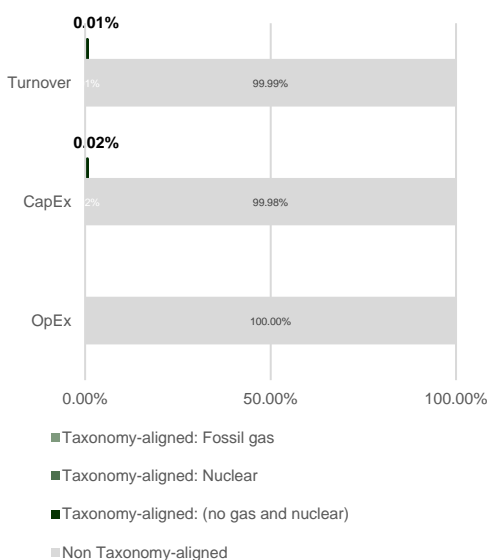 0.01%
Turnover 1% 99.99%
0.02%
CapEx 2% 99.98%
OpEx 100.00%
0.00% 50.00% 100.00%
Taxonomy-aligned: Fossil gas
Taxonomy-aligned: Nuclear
Taxonomy-aligned: (no gas and nuclear)
Non Taxonomy-aligned